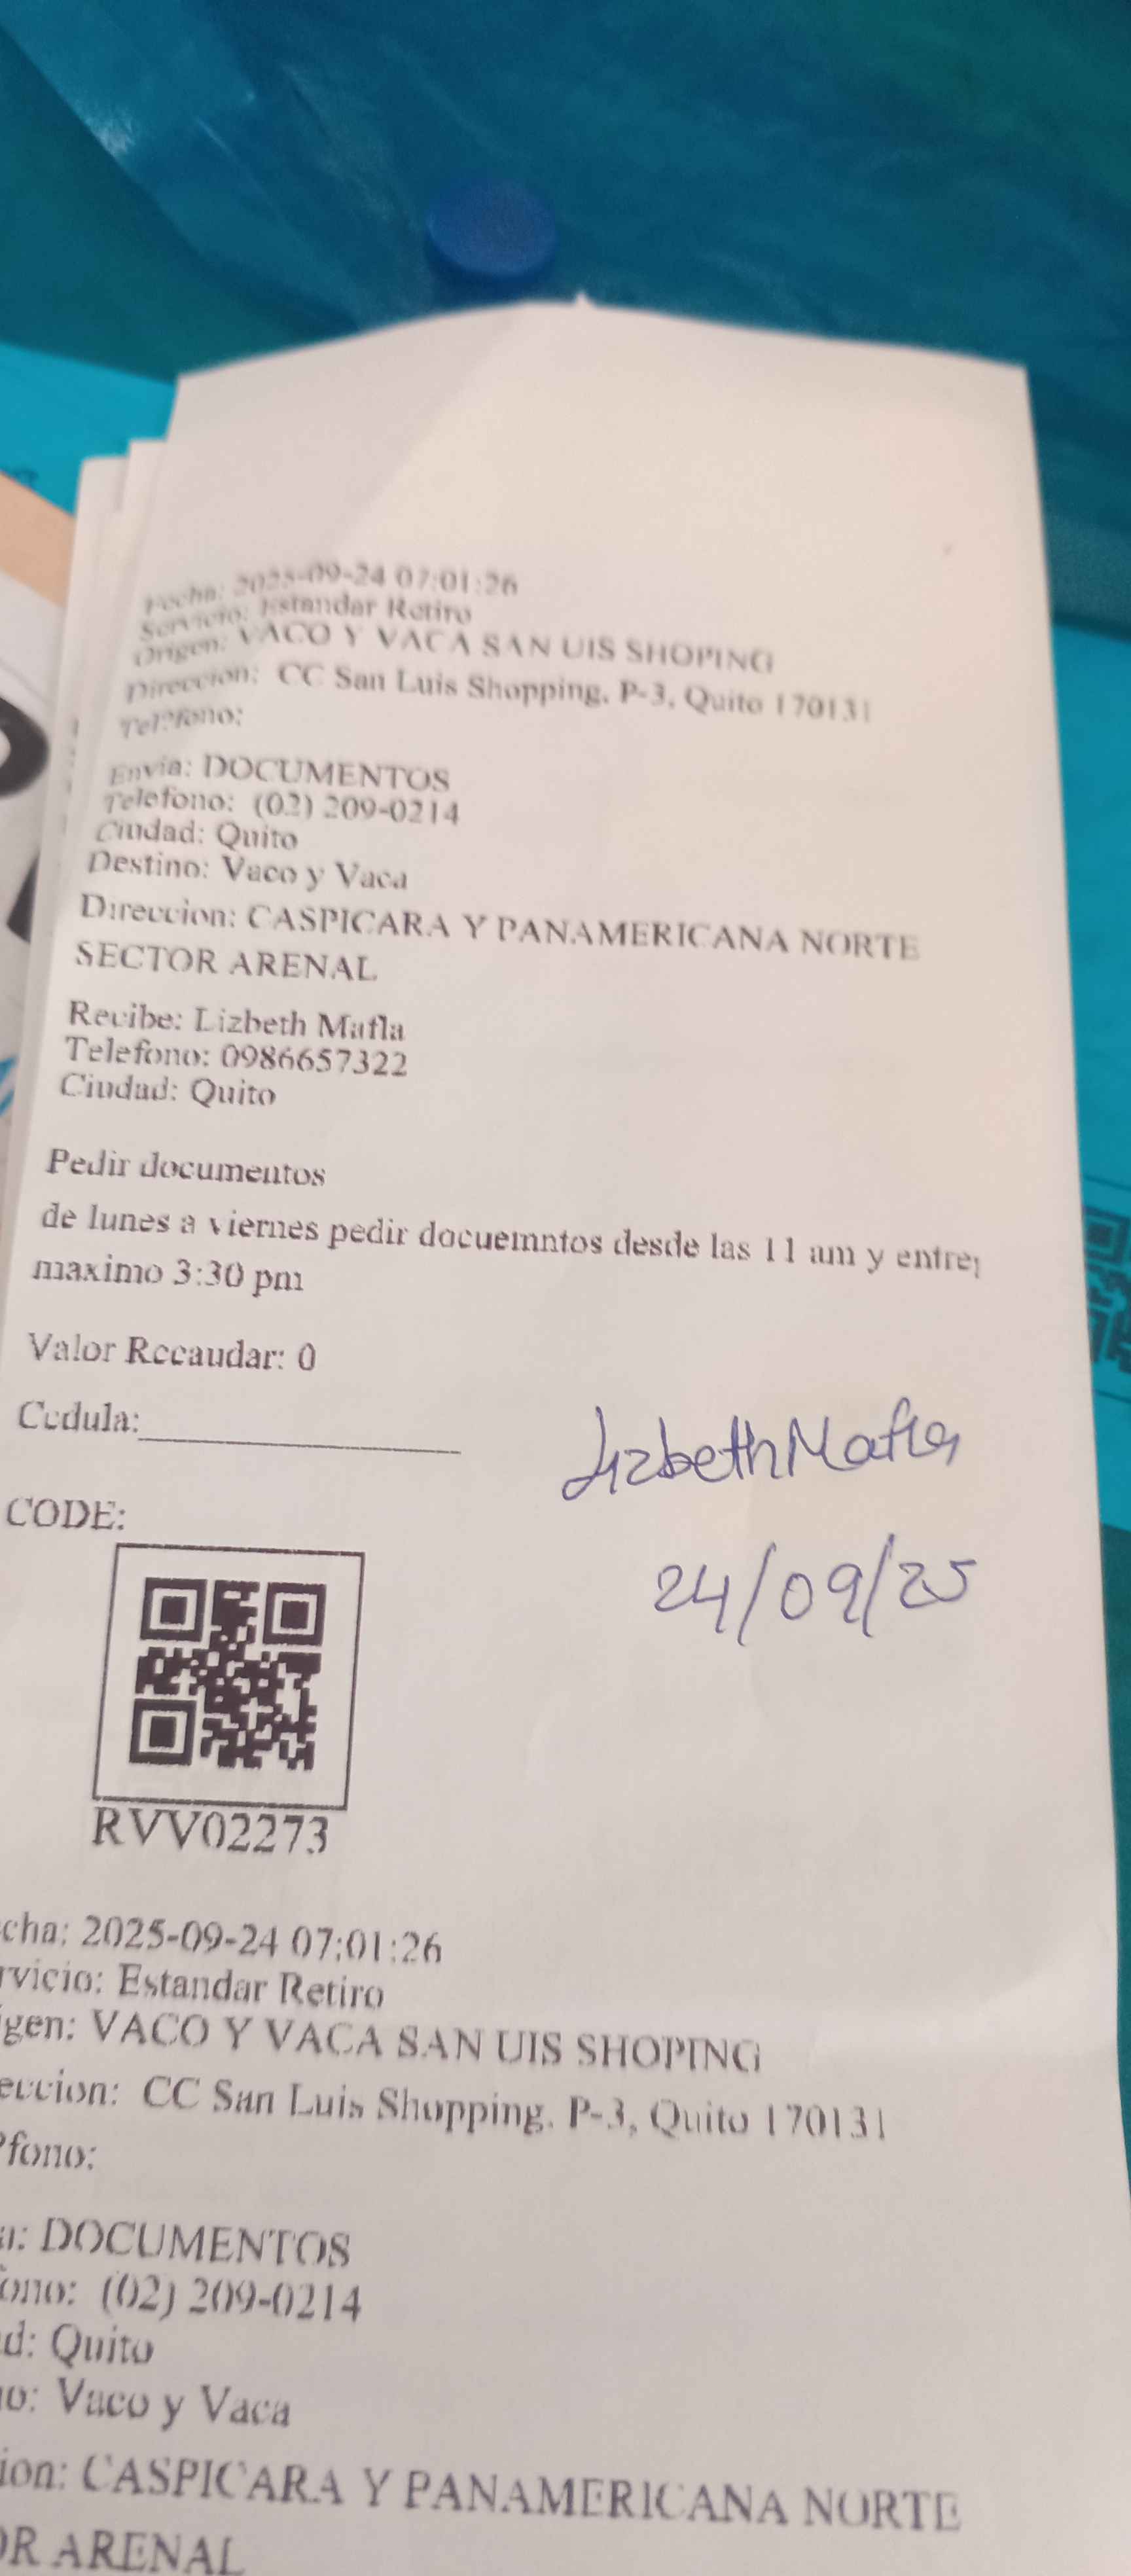 Fecha: 2025-09-24 07:01:26
Servicio: Estandar Retiro
Origen: VACO Y VACA SAN UIS SHOPING
Direccion: CC San Luis Shopping, P-3, Quito 170131
Tel?fono:
Envia: DOCUMENTOS
Telefono: (02) 209-0214
Ciudad: Quito
Destino: Vaco y Vaca
Direccion: CASPICARA Y PANAMERICANA NORTE
SECTOR ARENAL
Recibe: Lizbeth Mafla
Telefono: 0986657322
Ciudad: Quito
Pedir documentos
de lunes a viernes pedir docuemntos desde las 11 am y entre
maximo 3:30 pm
Valor Recaudar: 0
Cedula:
Lizbeth Mafla
24/09/25
CODE:
RVV02273
cha: 2025-09-24 07:01:26
rvicio: Estandar Retiro
igen: VACO Y VACA SAN UIS SHOPING
eccion: CC San Luis Shopping. P-3, Quito 170131
?fono:
a: DOCUMENTOS
ono: (02) 209-0214
d: Quito
o: Vaco y Vaca
ion: CASPICARA Y PANAMERICANA NORTE
OR ARENAL